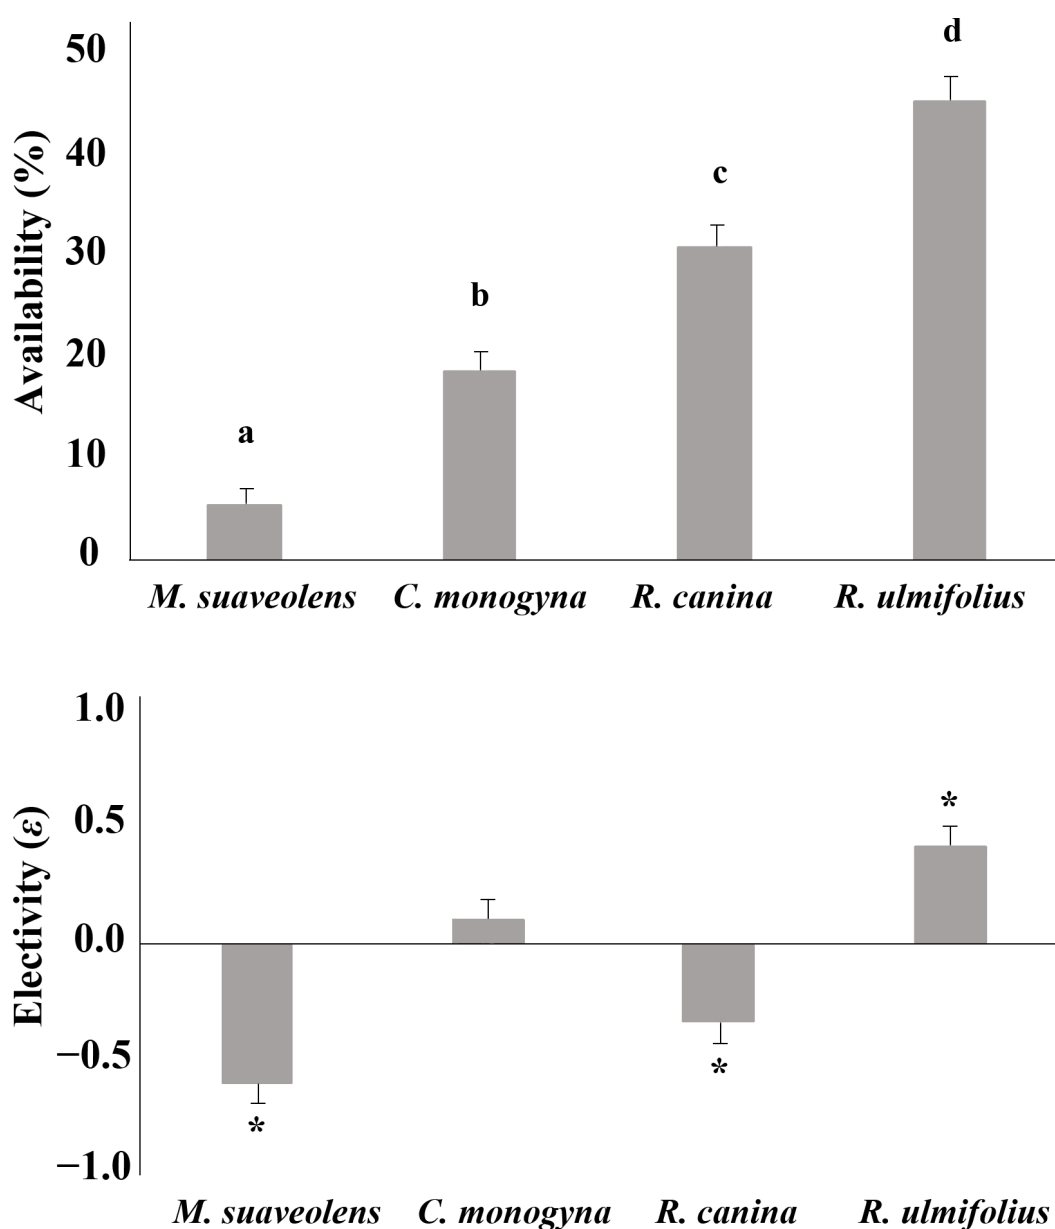 Availability (%)
50
40
30
20
10
0
a
b
c
d
M. suaveolens C. monogyna R. canina R. ulmifolius
Electivity (ε)
1.0
0.5
0.0
−0.5
−1.0
*
*
*
M. suaveolens C. monogyna R. canina R. ulmifolius